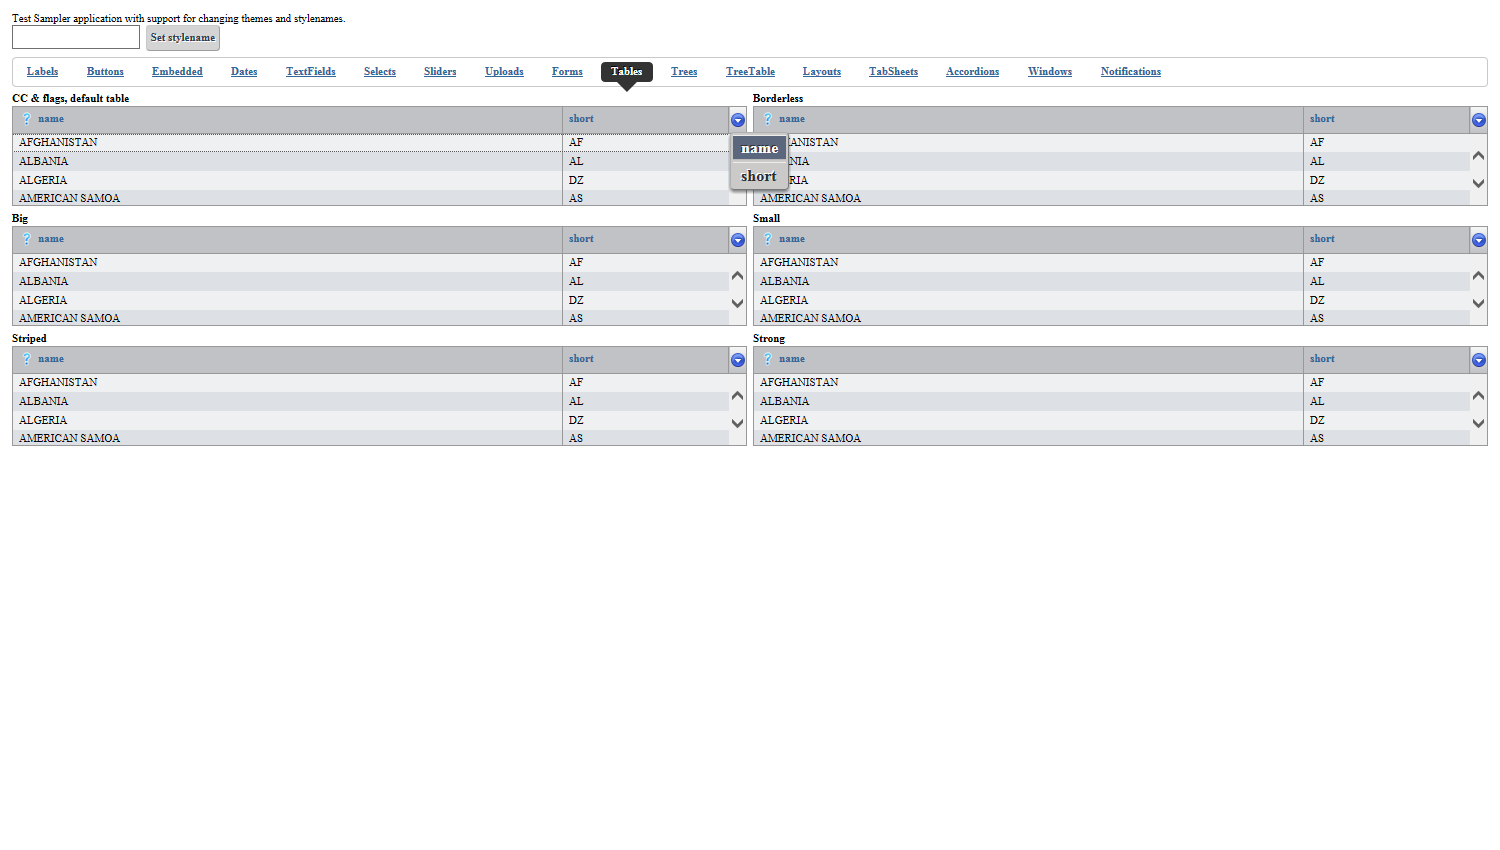 Test Sampler application with support for changing themes and stylenames.
Set stylename
Labels Buttons Embedded Dates TextFields Selects Sliders Uploads Forms Tables Trees TreeTable Layouts TabSheets Accordions Windows Notifications
CC & flags, default table Borderless
? name short ? name short
AFGHANISTAN AF ANISTAN AF
name
ALBANIA AL NIA AL
short
ALGERIA DZ RIA DZ
AMERICAN SAMOA AS AMERICAN SAMOA AS
Big Small
? name short ? name short
AFGHANISTAN AF AFGHANISTAN AF
ALBANIA AL ALBANIA AL
ALGERIA DZ ALGERIA DZ
AMERICAN SAMOA AS AMERICAN SAMOA AS
Striped Strong
? name short ? name short
AFGHANISTAN AF AFGHANISTAN AF
ALBANIA AL ALBANIA AL
ALGERIA DZ ALGERIA DZ
AMERICAN SAMOA AS AMERICAN SAMOA AS